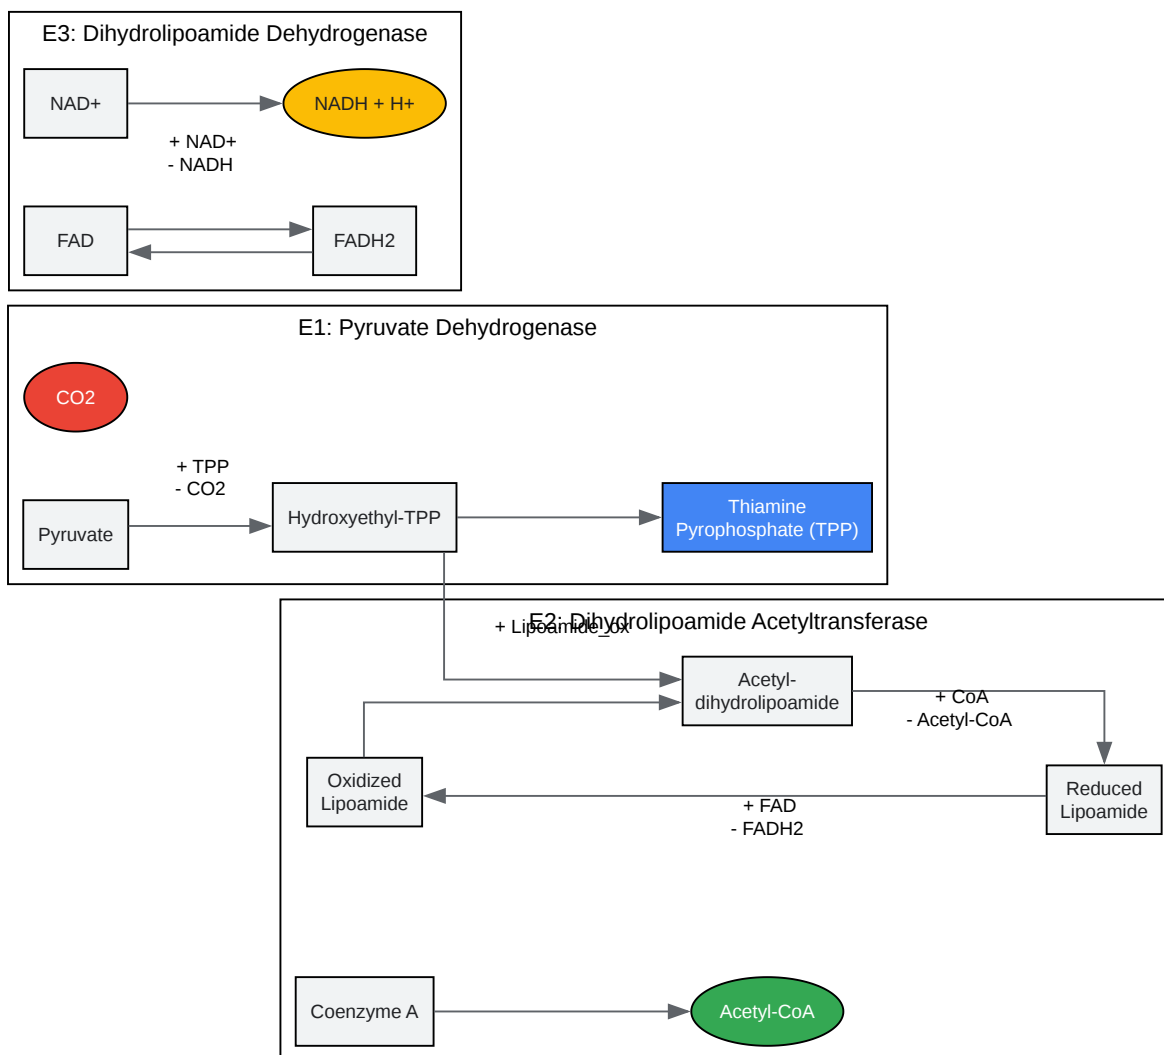 E3: Dihydrolipoamide Dehydrogenase
NAD+
NADH + H+
+ NAD+
- NADH
FAD
FADH2
E1: Pyruvate Dehydrogenase
CO2
+ TPP
- CO2
Pyruvate
Hydroxyethyl-TPP
Thiamine
Pyrophosphate (TPP)
E2: Dihydrolipoamide Acetyltransferase
+ Lipoamide_ox
Acetyl-
dihydrolipoamide
+ CoA
- Acetyl-CoA
Oxidized
Lipoamide
Reduced
Lipoamide
+ FAD
- FADH2
Coenzyme A
Acetyl-CoA